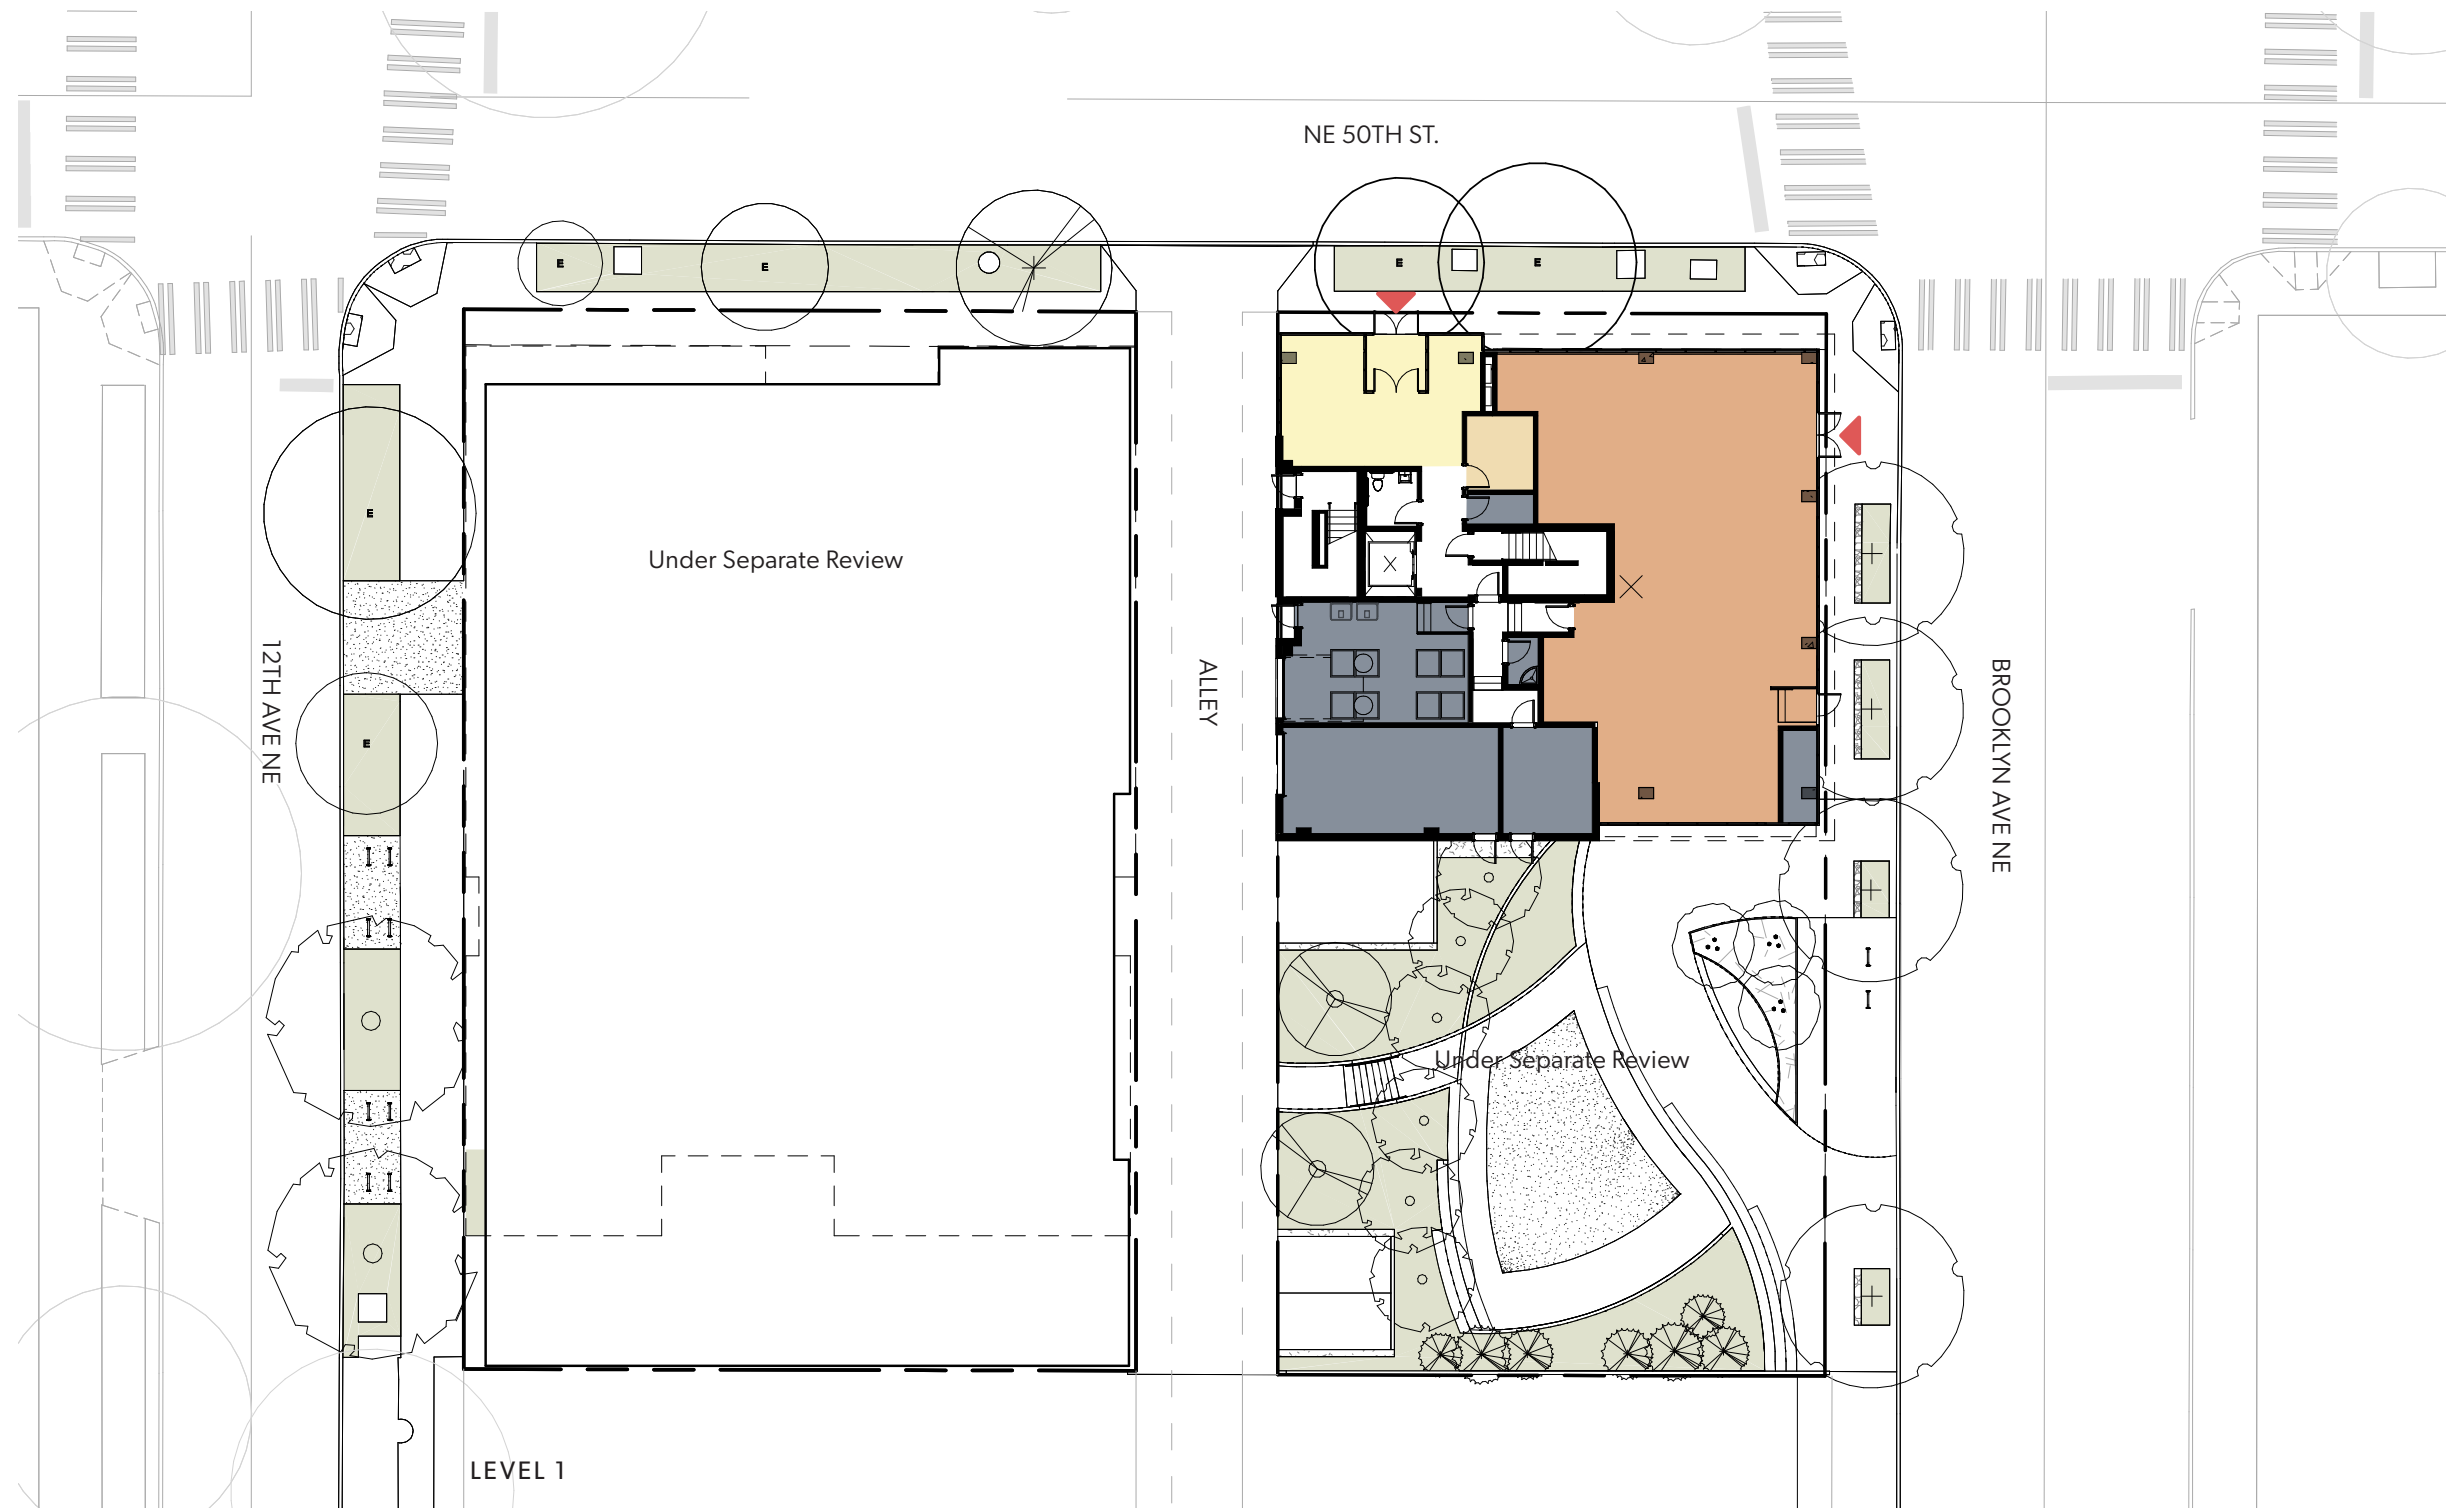 NE 50TH ST.
E
E
E
E
E
Under Separate Review
12TH AVE NE
ALLEY
BROOKLYN AVE NE
E
Under Separate Review
LEVEL 1